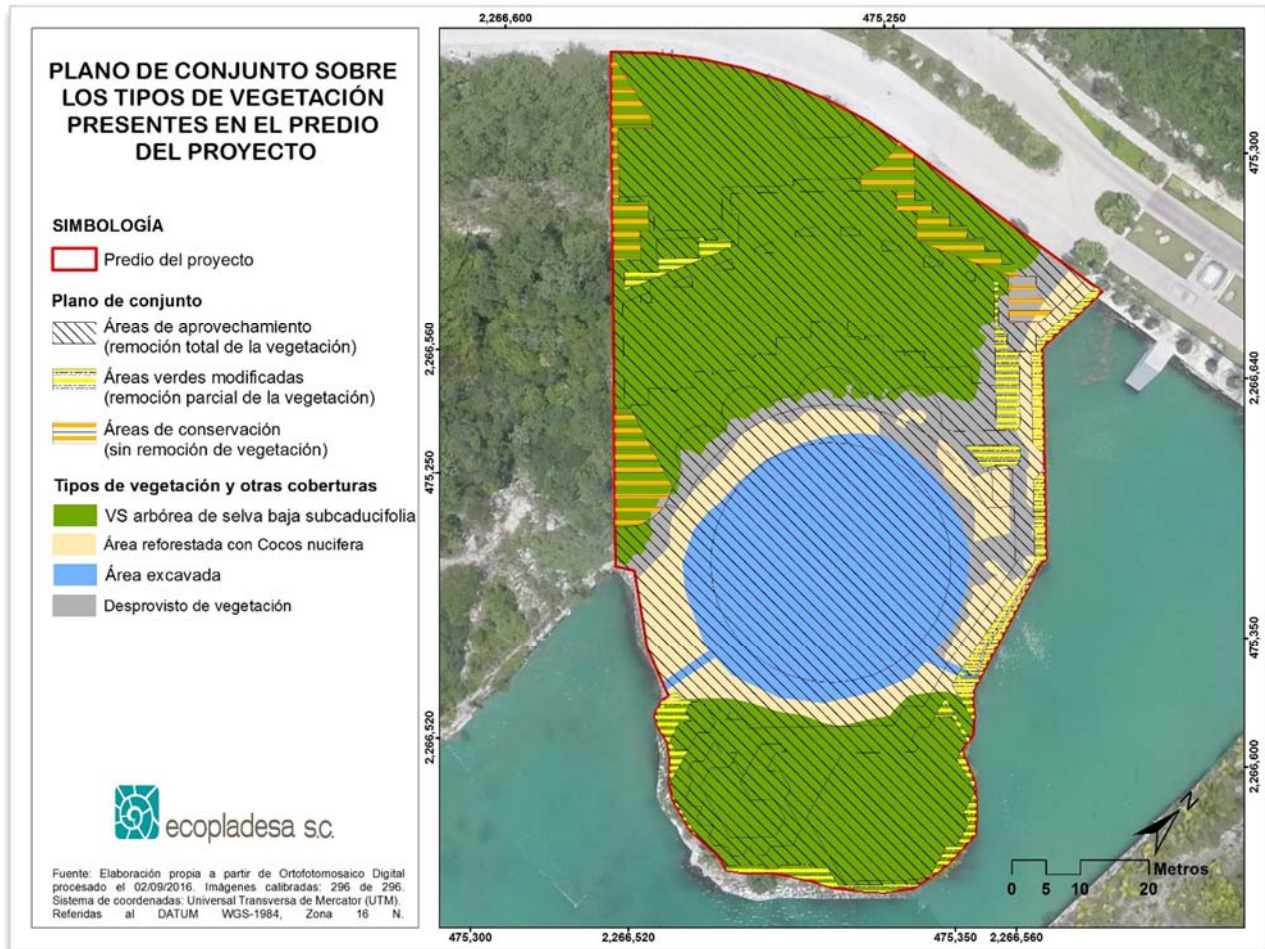 PLANO DE CONJUNTO SOBRE
LOS TIPOS DE VEGETACIÓN
PRESENTES EN EL PREDIO
DEL PROYECTO
SIMBOLOGÍA
Predio del proyecto
Plano de conjunto
Áreas de aprovechamiento
(remoción total de la vegetación)
Áreas verdes modificadas
(remoción parcial de la vegetación)
Áreas de conservación
(sin remoción de vegetación)
Tipos de vegetación y otras coberturas
VS arbórea de selva baja subcaducifolia
Área reforestada con Cocos nucifera
Área excavada
Desprovisto de vegetación
ecopladesa s.c.
Fuente: Elaboración propia a partir de Ortofotomosaico Digital
procesado el 02/09/2016. Imágenes calibradas: 296 de 296.
Sistema de coordenadas: Universal Transversa de Mercator (UTM).
Referidas al DATUM WGS-1984, Zona 16 N.
2,266,600
475,250
2,266,560
475,250
2,266,520
475,300
2,266,640
475,350
2,266,600
N
Metros
0 5 10 20
475,300
2,266,520
475,350
2,266,560